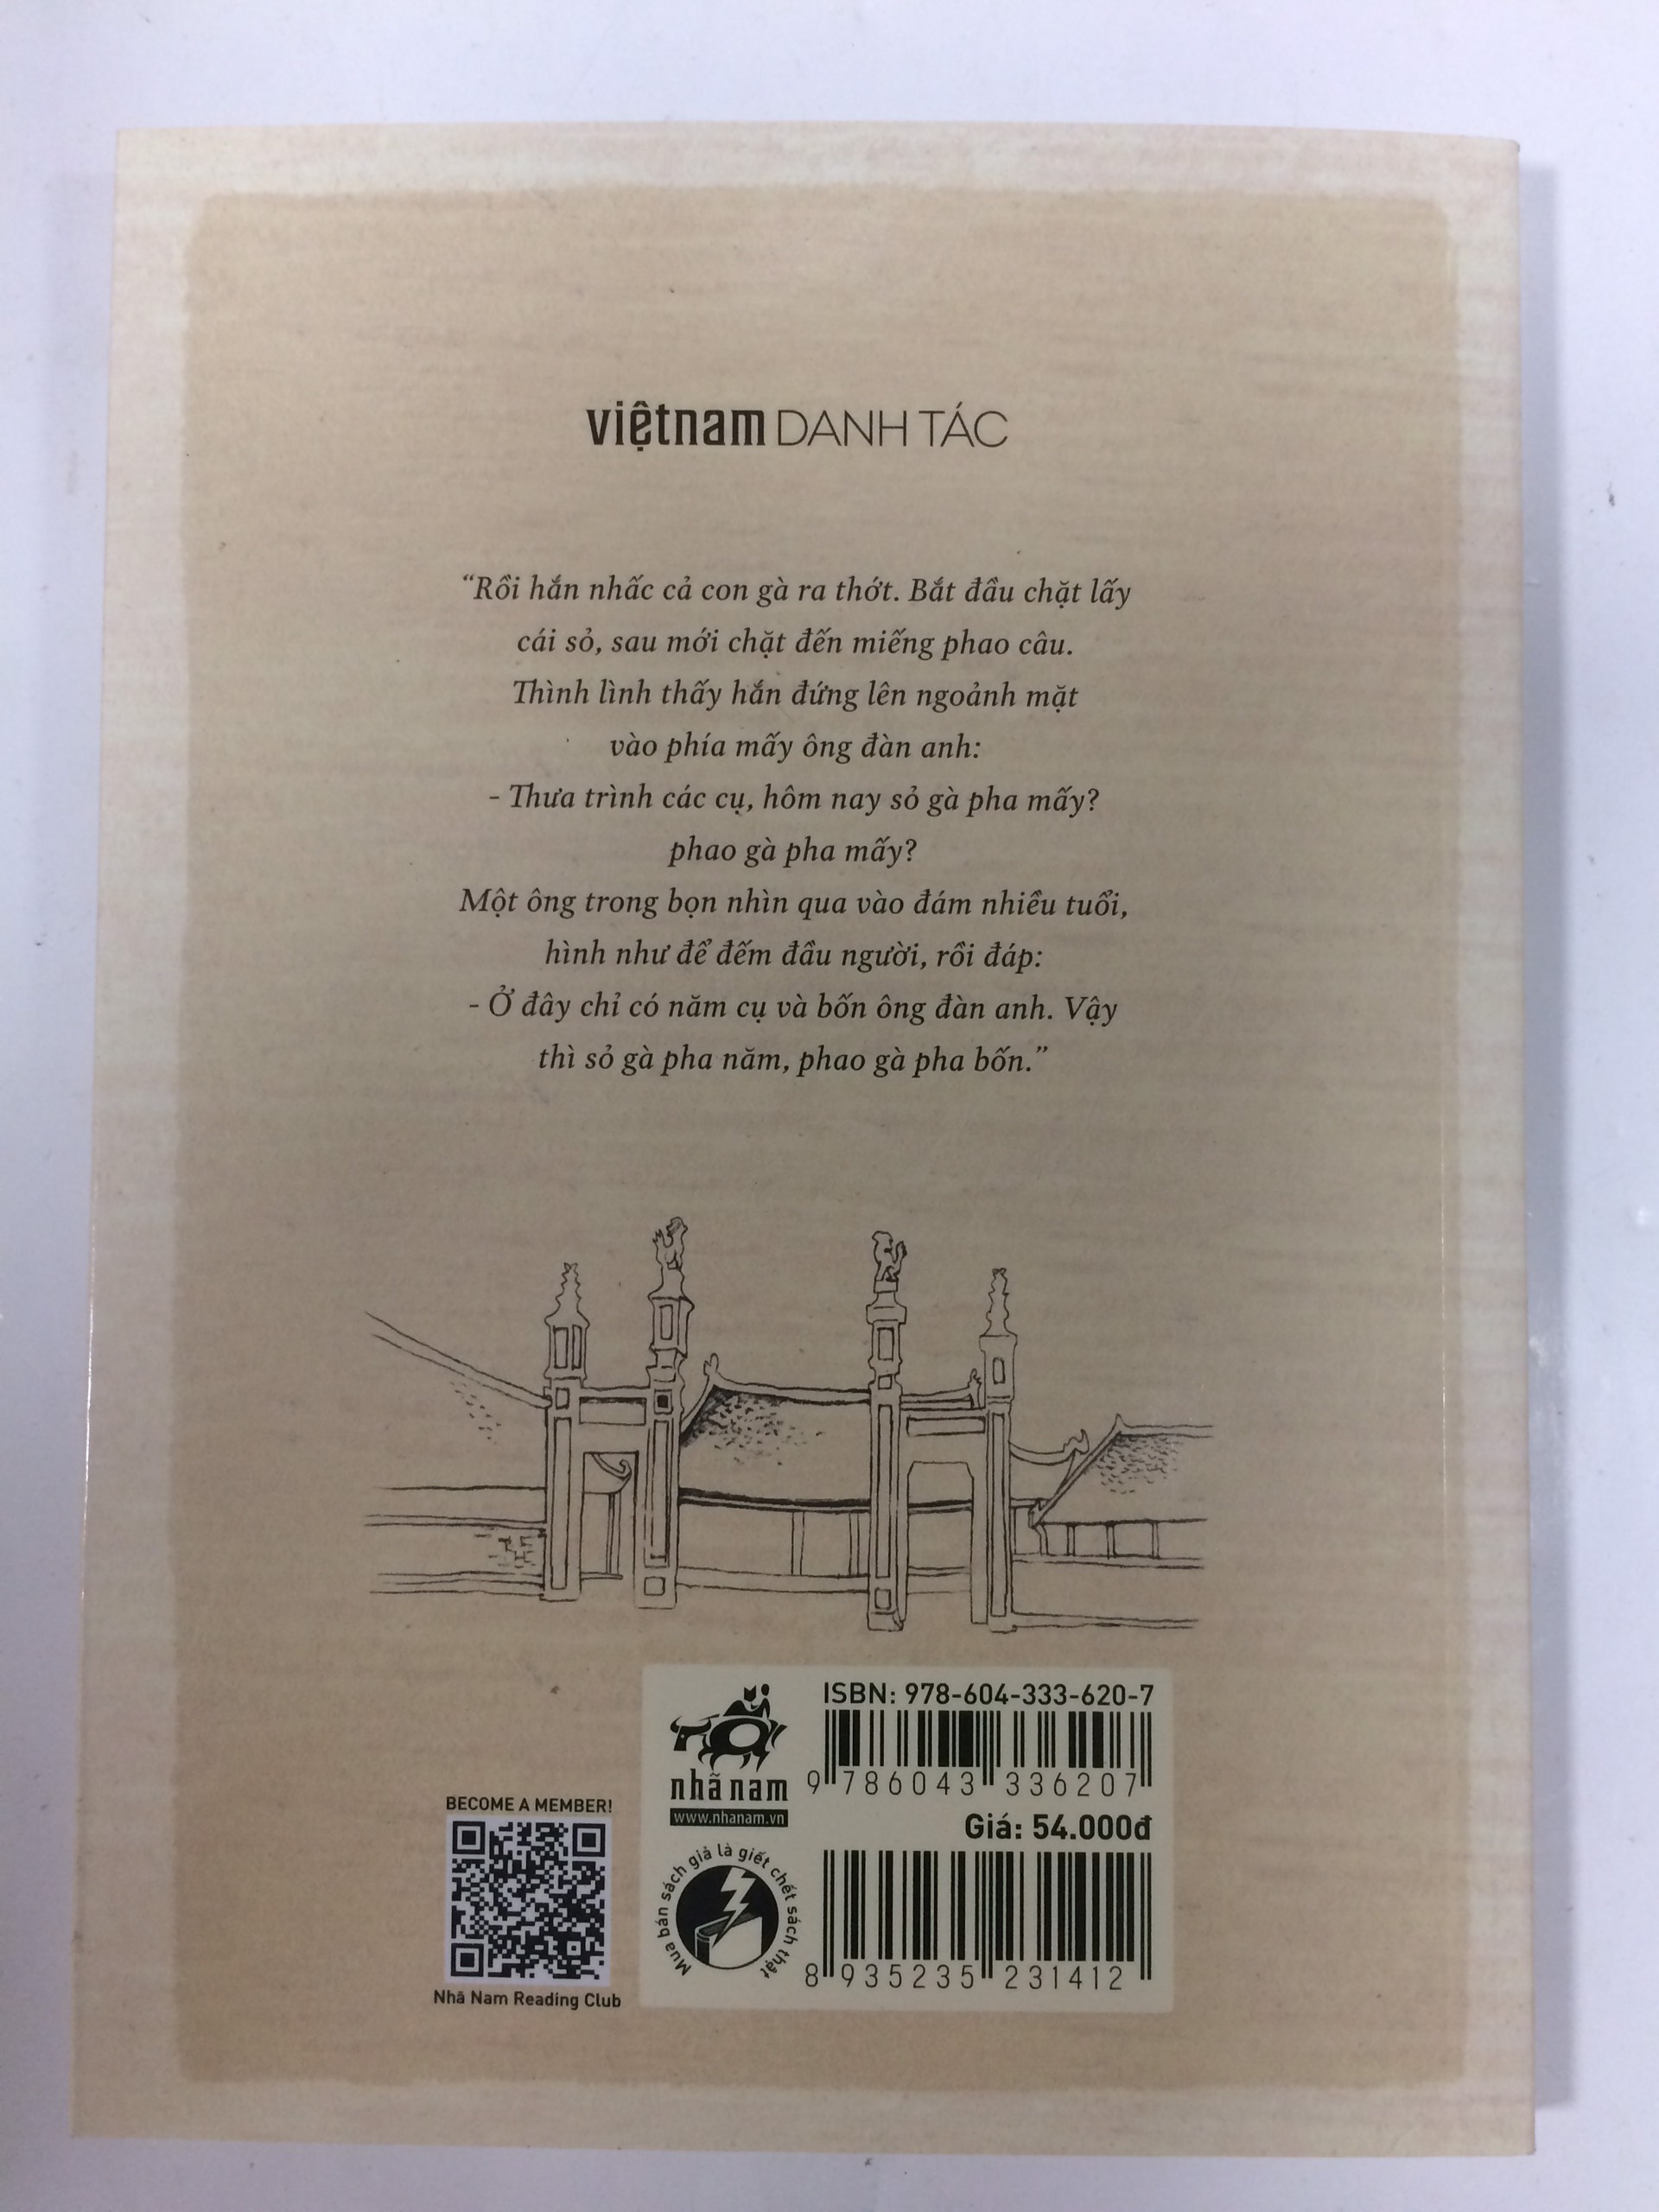 việtnam DANH TÁC
“Rồi hắn nhấc cả con gà ra thớt. Bắt đầu chặt lấy
cái sỏ, sau mới chặt đến miếng phao câu.
Thình lình thấy hắn đứng lên ngoảnh mặt
vào phía mấy ông đàn anh:
- Thưa trình các cụ, hôm nay sỏ gà pha mấy?
phao gà pha mấy?
Một ông trong bọn nhìn qua vào đám nhiều tuổi,
hình như để đếm đầu người, rồi đáp:
- Ở đây chỉ có năm cụ và bốn ông đàn anh. Vậy
thì sỏ gà pha năm, phao gà pha bốn.”
ISBN: 978-604-333-620-7
9 786043 336207
nhã nam
www.nhanam.vn
Giá: 54.000đ
Mua bán sách giả là giết chết sách thật
8 935235 231412
BECOME A MEMBER!
Nhã Nam Reading Club